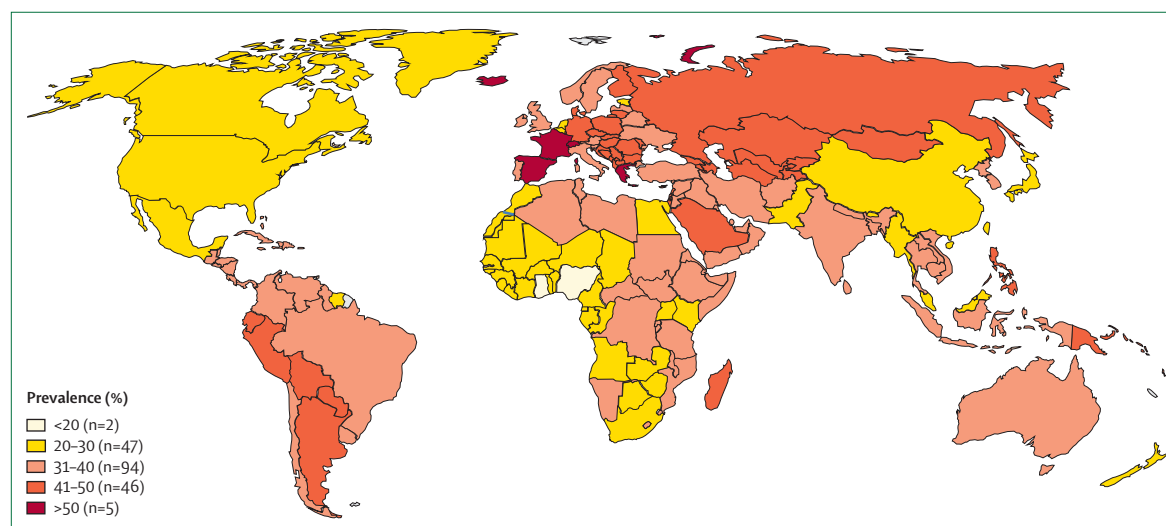 Prevalence (%)
<20 (n=2)
20–30 (n=47)
31–40 (n=94)
41–50 (n=46)
>50 (n=5)